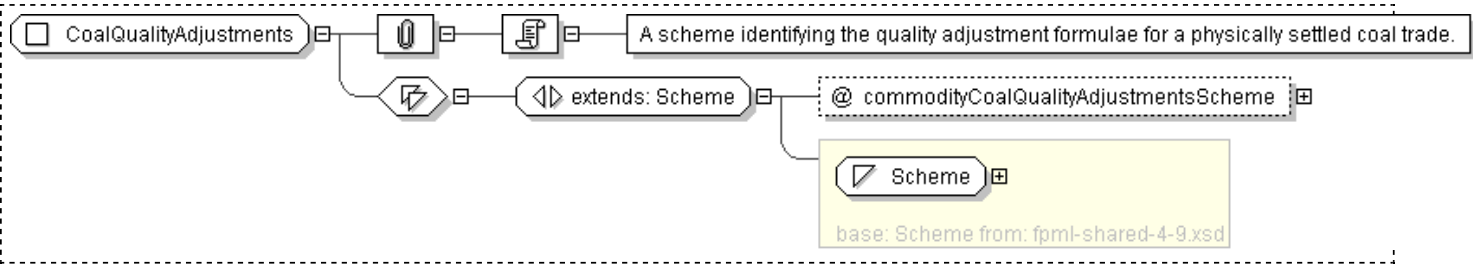 CoalQualityAdjustments
A scheme identifying the quality adjustment formulae for a physically settled coal trade.
extends: Scheme
@ commodityCoalQualityAdjustmentsScheme
Scheme
base: Scheme from: fpml-shared-4-9.xsd